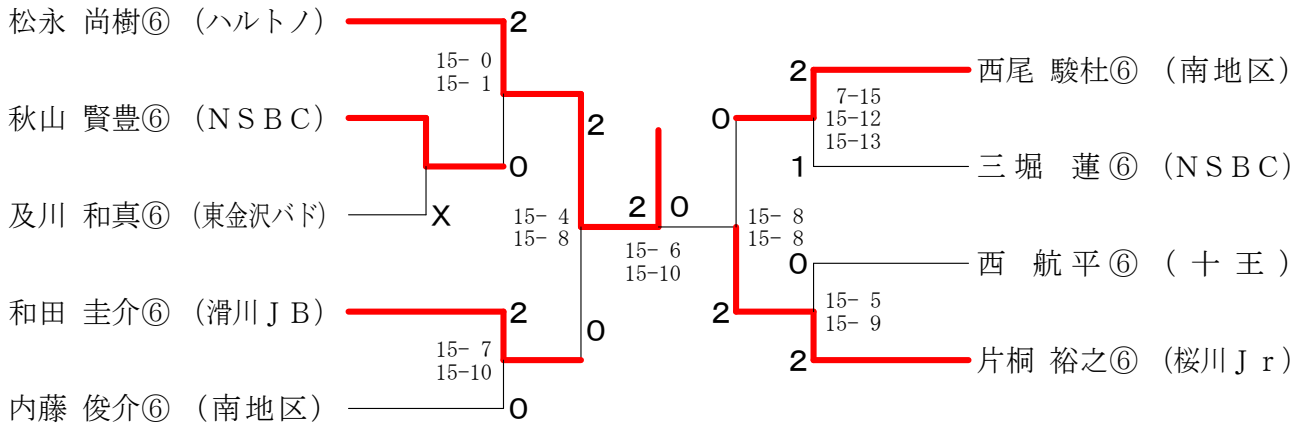 松永 尚樹⑥ (ハルトノ)
2
15- 0
15- 1
秋山 賢豊⑥ (NSBC)
0
及川 和真⑥ (東金沢バド)
X
2
15- 4
15- 8
和田 圭介⑥ (滑川JB)
2
0
15- 7
15-10
内藤 俊介⑥ (南地区)
0
2 0
15- 6
15-10
2
西尾 駿杜⑥ (南地区)
0
7-15
15-12
15-13
1
三堀 蓮⑥ (NSBC)
15- 8
15- 8
0
西 航平⑥ (十王)
2
15- 5
15- 9
2
片桐 裕之⑥ (桜川Jr)